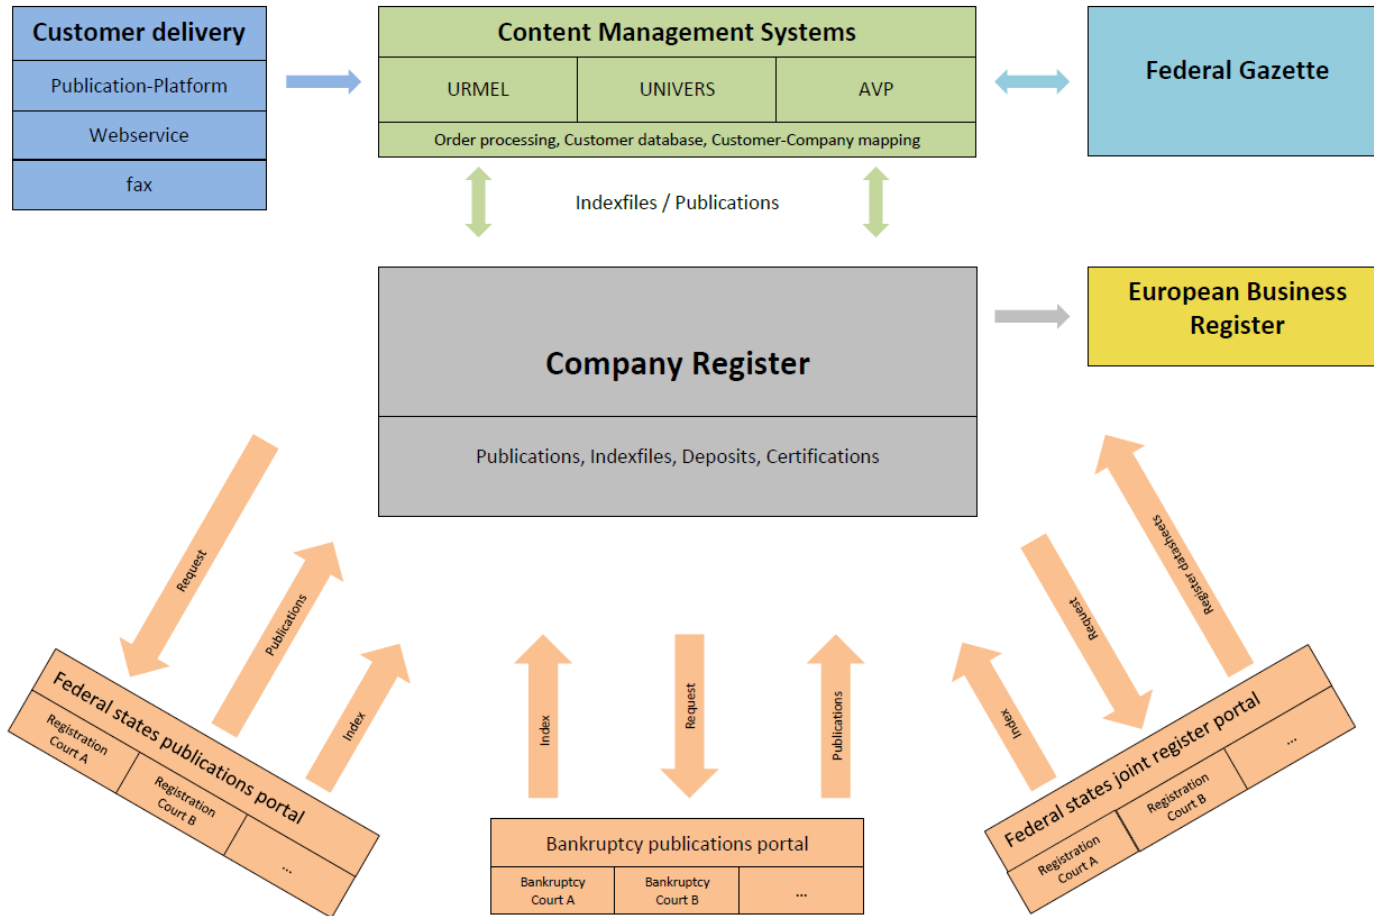 Customer delivery
Publication-Platform
Webservice
fax
Content Management Systems
URMEL
UNIVERS
AVP
Order processing, Customer database, Customer-Company mapping
Federal Gazette
Indexfiles / Publications
Company Register
Publications, Indexfiles, Deposits, Certifications
European Business
Register
Request
Publications
Index
Federal states publications portal
Registration
Court A
Registration
Court B
...
Index
Request
Publications
Bankruptcy publications portal
Bankruptcy
Court A
Bankruptcy
Court B
...
Index
Request
Register datasheets
Federal states joint register portal
Registration
Court A
Registration
Court B
...